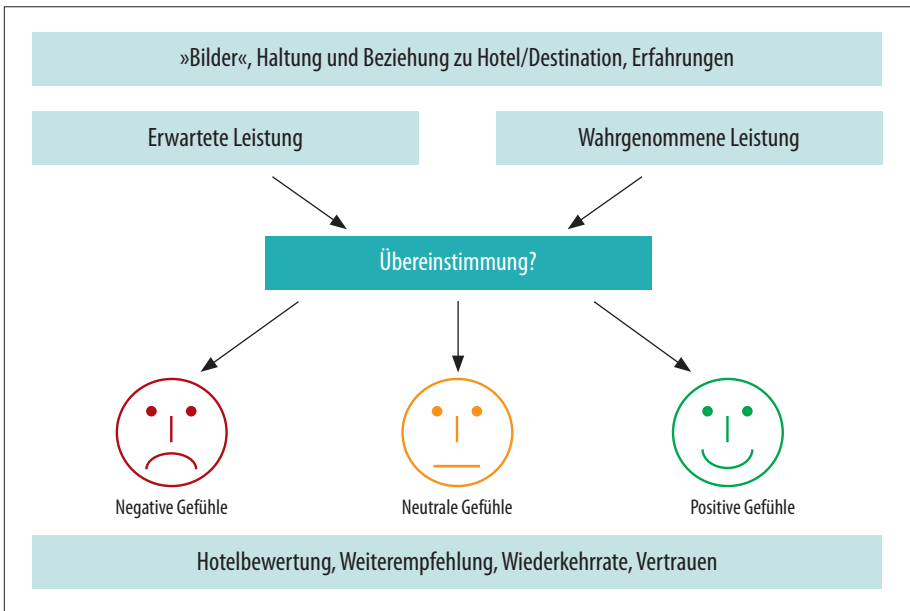 »Bilder«, Haltung und Beziehung zu Hotel/Destination, Erfahrungen
Erwartete Leistung
Wahrgenommene Leistung
Übereinstimmung?
Negative Gefühle
Neutrale Gefühle
Positive Gefühle
Hotelbewertung, Weiterempfehlung, Wiederkehrrate, Vertrauen